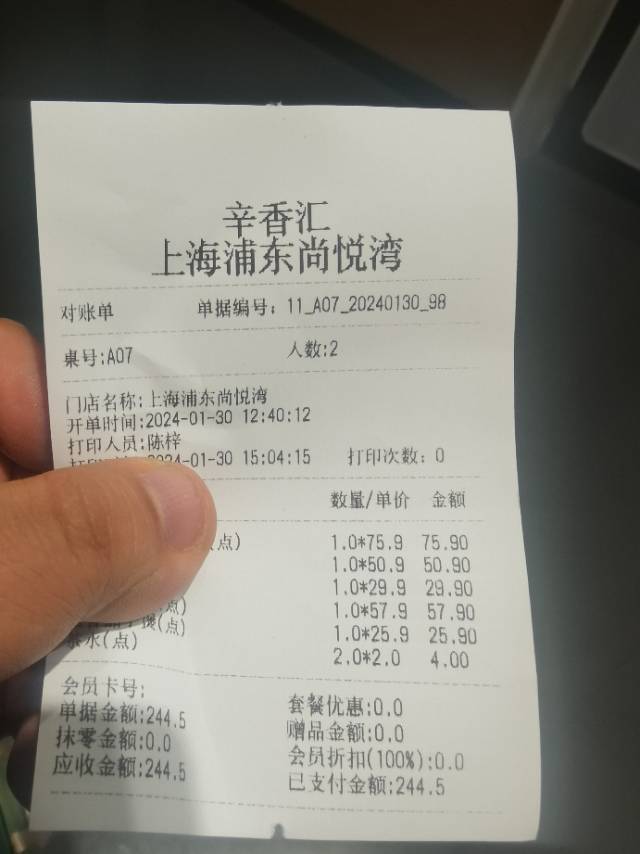 辛香汇
上海浦东尚悦湾
对账单 单据编号：11_A07_20240130_98
桌号:A07 人数:2
门店名称:上海浦东尚悦湾
开单时间:2024-01-30 12:40:12
打印人员:陈梓
24-01-30 15:04:15 打印次数：0
数量/单价 金额
(点) 1.0*75.9 75.90
1.0*50.9 50.90
1.0*29.9 29.90
(点) 1.0*57.9 57.90
煲(点) 1.0*25.9 25.90
茶水(点) 2.0*2.0 4.00
会员卡号:
单据金额:244.5 套餐优惠:0.0
抹零金额:0.0 赠品金额:0.0
应收金额:244.5 会员折扣(100%):0.0
已支付金额:244.5